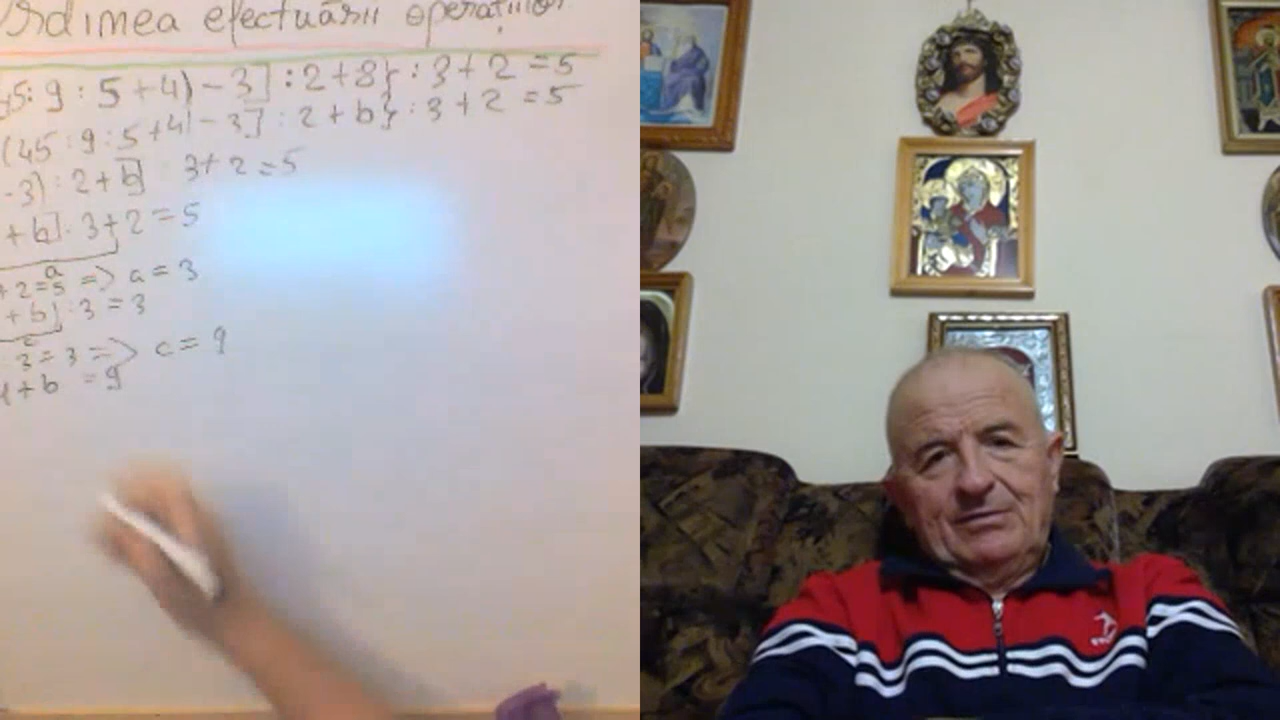 Ordinea efectuării operațiilor.
45:9:5+4)-3]:2+8}:3+2=5
(45:9:5+4)-3]:2+b}:3+2=5
-3):2+b] 3+2=5
+b]:3+2=5
a
+2=5 => a=3
+b]:3=3
c
:3=3 => c=9
1+b =9